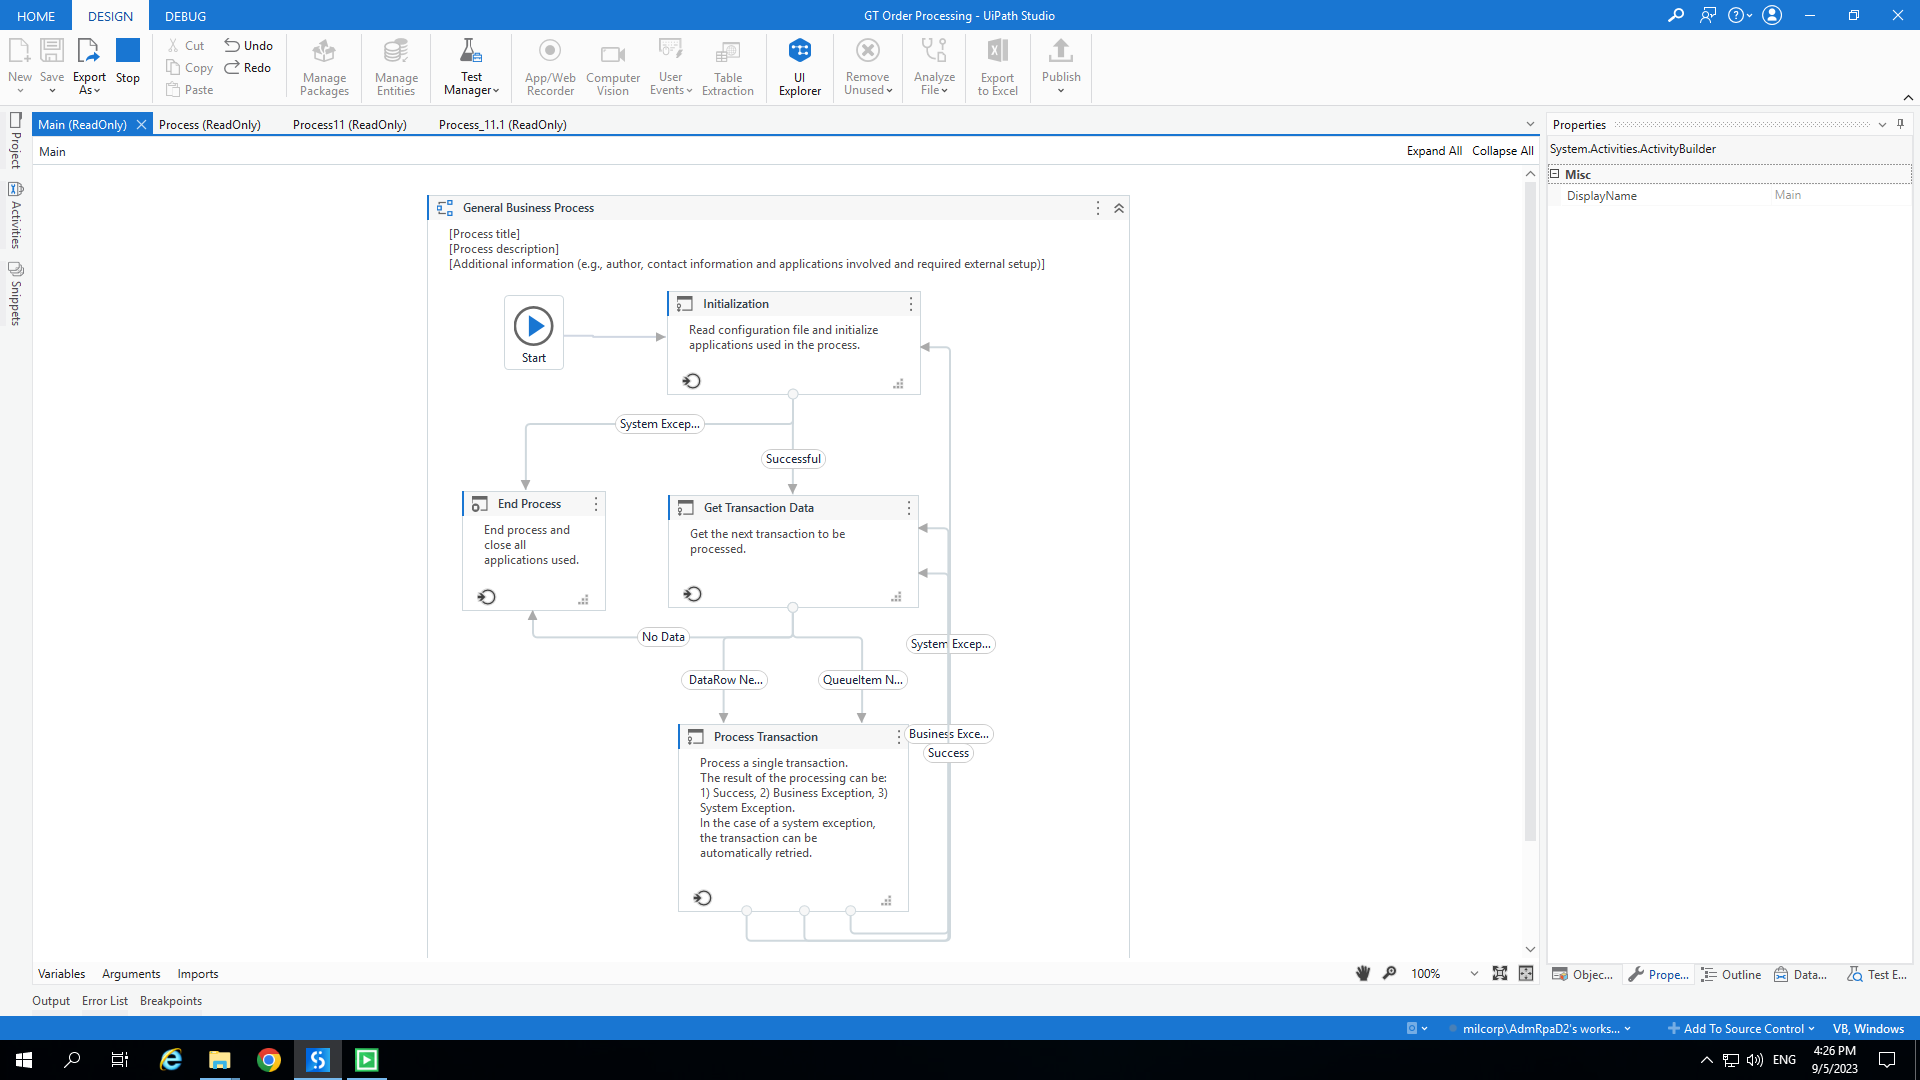 HOME DESIGN DEBUG
GT Order Processing - UiPath Studio
New
Save
Export As
Stop
Cut
Copy
Paste
Undo
Redo
Manage Packages
Manage Entities
Test Manager
App/Web Recorder
Computer Vision
User Events
Table Extraction
UI Explorer
Remove Unused
Analyze File
Export to Excel
Publish
Project
Activities
Snippets
Main (ReadOnly) Process (ReadOnly) Process11 (ReadOnly) Process_11.1 (ReadOnly)
Main
Expand All Collapse All
General Business Process
[Process title]
[Process description]
[Additional information (e.g., author, contact information and applications involved and required external setup)]
Start
Initialization
Read configuration file and initialize
applications used in the process.
System Excep...
Successful
End Process
End process and
close all
applications used.
Get Transaction Data
Get the next transaction to be
processed.
No Data
System Excep...
DataRow Ne...
QueueItem N...
Process Transaction
Business Exce...
Success
Process a single transaction.
The result of the processing can be:
1) Success, 2) Business Exception, 3)
System Exception.
In the case of a system exception,
the transaction can be
automatically retried.
Properties
System.Activities.ActivityBuilder
Misc
DisplayName Main
Variables Arguments Imports
100%
Objec... Prope... Outline Data... Test E...
Output Error List Breakpoints
milcorp\AdmRpaD2's works...
Add To Source Control
VB, Windows
ENG
4:26 PM
9/5/2023